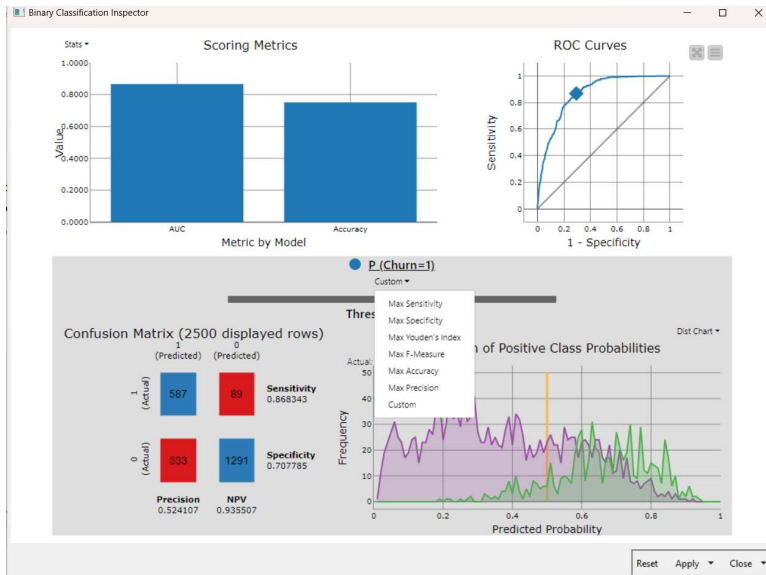 Binary Classification Inspector
Stats
Scoring Metrics
1.0000
0.8000
0.6000
0.4000
0.2000
0.0000
Value
AUC
Accuracy
Metric by Model
ROC Curves
1
0.8
0.6
0.4
0.2
0
Sensitivity
0 0.2 0.4 0.6 0.8 1
1 - Specificity
P (Churn=1)
Custom
Max Sensitivity
Max Specificity
Max Youden's Index
Max F-Measure
Max Accuracy
Max Precision
Custom
Thres
Confusion Matrix (2500 displayed rows)
1 (Predicted)
0 (Predicted)
1 (Actual)
587
89
Sensitivity
0.868343
0 (Actual)
533
1291
Specificity
0.707785
Precision
0.524107
NPV
0.935507
Dist Chart
n of Positive Class Probabilities
Actual:
50
40
30
20
10
0
Frequency
0 0.2 0.4 0.6 0.8 1
Predicted Probability
Reset Apply Close